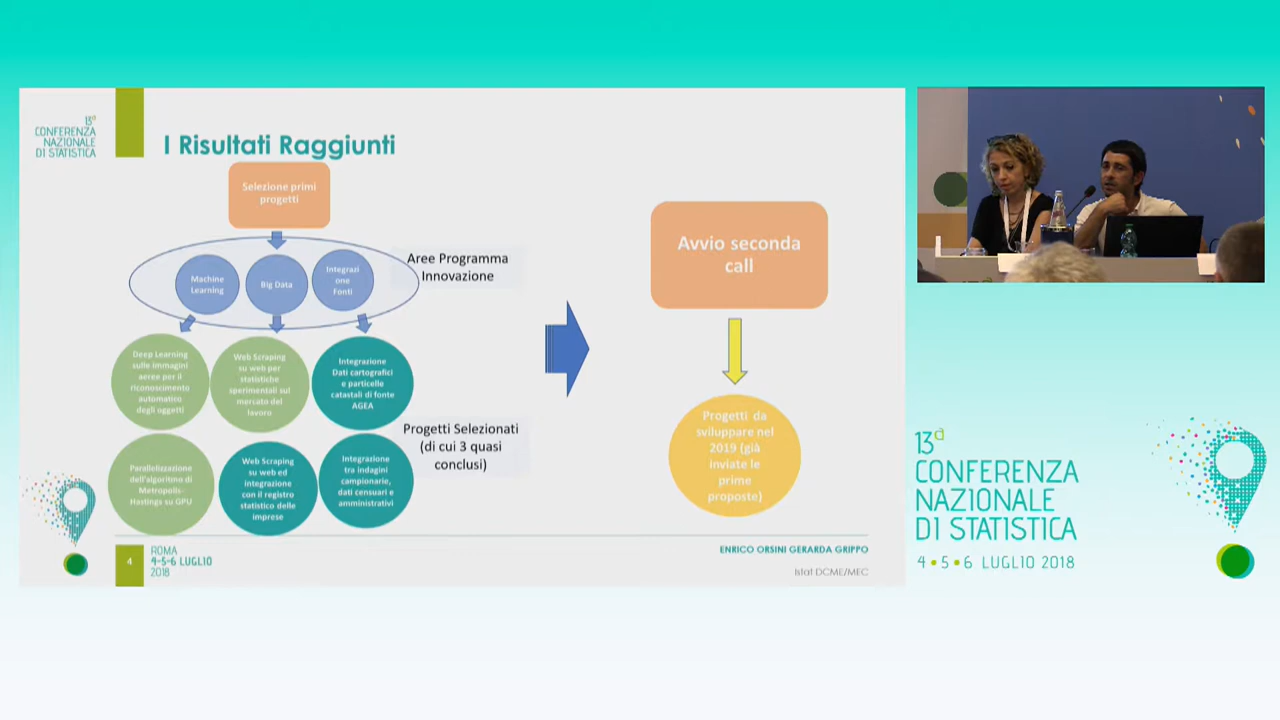 13ª
CONFERENZA
NAZIONALE
DI STATISTICA
I Risultati Raggiunti
Selezione primi
progetti
Aree Programma
Innovazione
Machine
Learning
Big Data
Integrazi
one
Fonti
Deep Learning
sulle immagini
aeree per il
riconoscimento
automatico
degli oggetti
Web Scraping
su web per
statistiche
sperimentali sul
mercato del
lavoro
Integrazione
Dati cartografici
e particelle
catastali di fonte
AGEA
Progetti Selezionati
(di cui 3 quasi
conclusi)
Parallelizzazione
dell'algoritmo di
Metropolis-
Hastings su GPU
Web Scraping
su web ed
integrazione
con il registro
statistico delle
imprese
Integrazione
tra indagini
campionarie,
dati censuari e
amministrativi
Avvio seconda
call
Progetti da
sviluppare nel
2019 (già
inviate le
prime
proposte)
4
ROMA
4-5-6 LUGLIO
2018
ENRICO ORSINI GERARDA GRIPPO
Istat DCME/MEC
13ª
CONFERENZA
NAZIONALE
DI STATISTICA
4•5•6 LUGLIO 2018